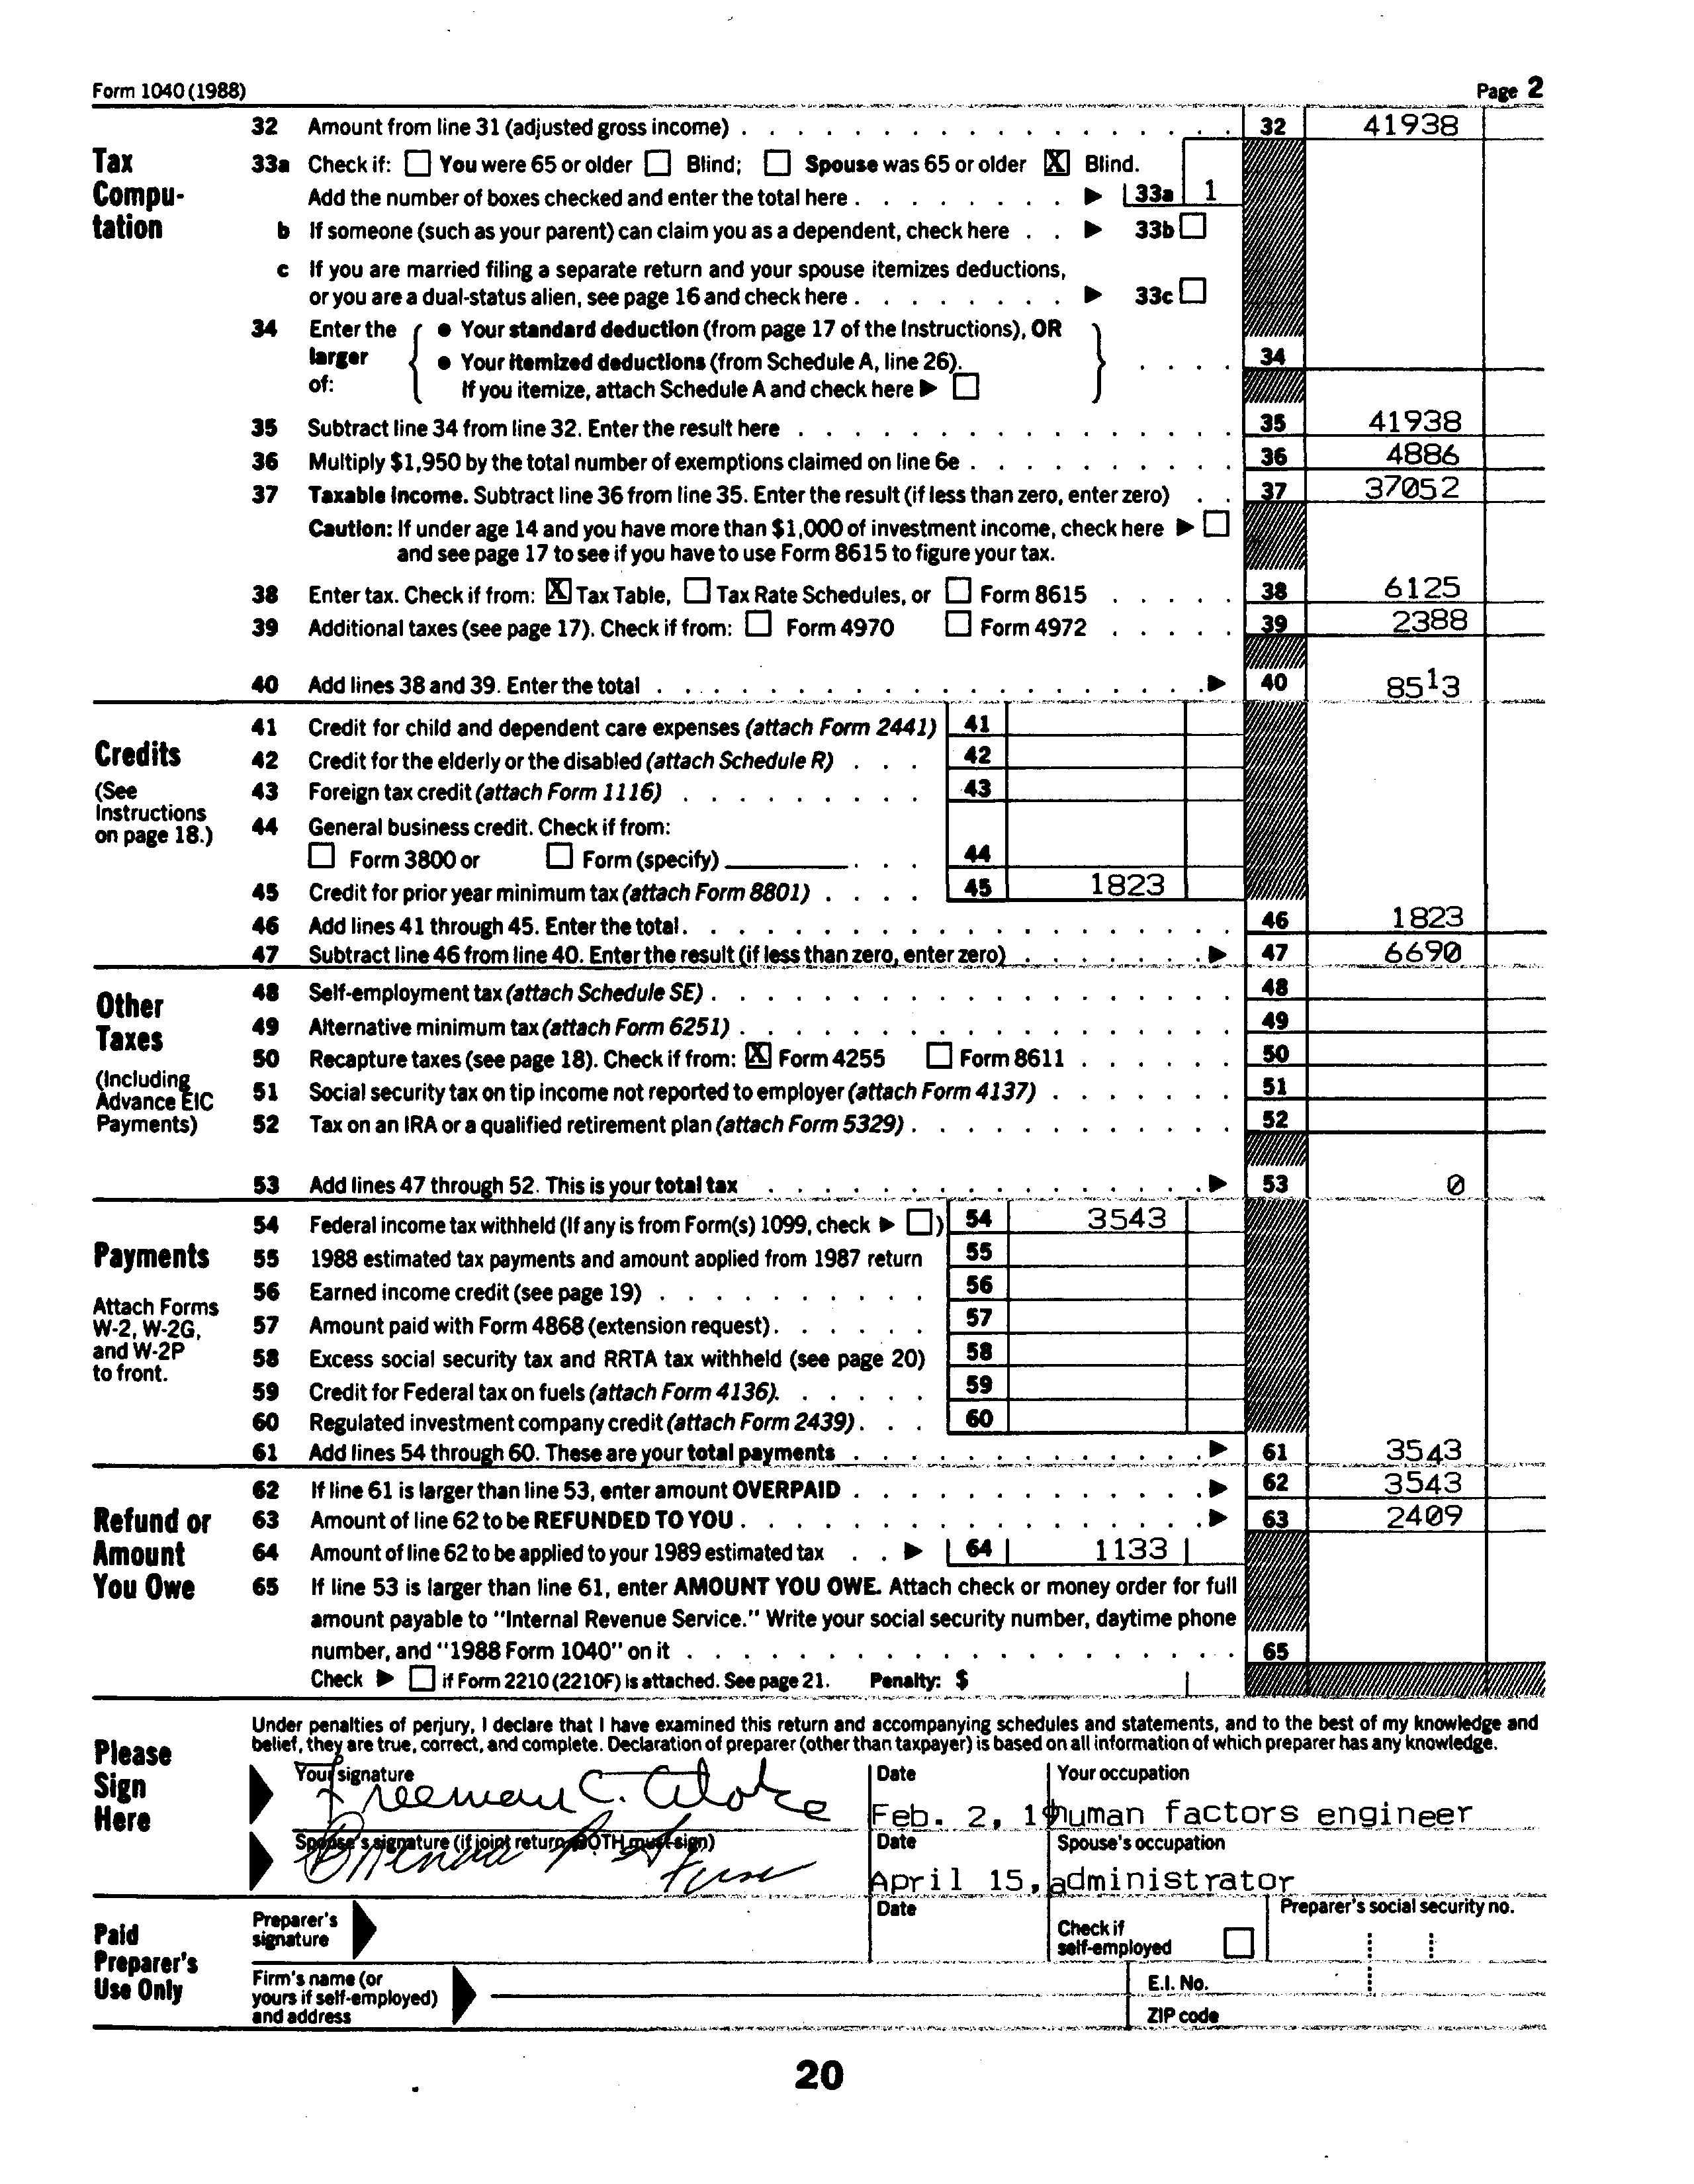 Form 1040 (1988) Page 2
32 Amount from line 31 (adjusted gross income) 32 41938
Tax Compu- tation
33a Check if: You were 65 or older Blind; Spouse was 65 or older X Blind.
Add the number of boxes checked and enter the total here ▶ 33a 1
b If someone (such as your parent) can claim you as a dependent, check here ▶ 33b
c If you are married filing a separate return and your spouse itemizes deductions,
or you are a dual-status alien, see page 16 and check here ▶ 33c
34 Enter the larger of:
● Your standard deduction (from page 17 of the Instructions), OR
● Your itemized deductions (from Schedule A, line 26). 34
If you itemize, attach Schedule A and check here ▶
35 Subtract line 34 from line 32. Enter the result here 35 41938
36 Multiply $1,950 by the total number of exemptions claimed on line 6e 36 4886
37 Taxable income. Subtract line 36 from line 35. Enter the result (if less than zero, enter zero) 37 37052
Caution: If under age 14 and you have more than $1,000 of investment income, check here ▶
and see page 17 to see if you have to use Form 8615 to figure your tax.
38 Enter tax. Check if from: X Tax Table, Tax Rate Schedules, or Form 8615 38 6125
39 Additional taxes (see page 17). Check if from: Form 4970 Form 4972 39 2388
40 Add lines 38 and 39. Enter the total ▶ 40 8513
Credits
(See Instructions on page 18.)
41 Credit for child and dependent care expenses (attach Form 2441) 41
42 Credit for the elderly or the disabled (attach Schedule R) 42
43 Foreign tax credit (attach Form 1116) 43
44 General business credit. Check if from:
Form 3800 or Form (specify) 44
45 Credit for prior year minimum tax (attach Form 8801) 45 1823
46 Add lines 41 through 45. Enter the total 46 1823
47 Subtract line 46 from line 40. Enter the result (if less than zero, enter zero) ▶ 47 6690
Other Taxes
(Including Advance EIC Payments)
48 Self-employment tax (attach Schedule SE) 48
49 Alternative minimum tax (attach Form 6251) 49
50 Recapture taxes (see page 18). Check if from: X Form 4255 Form 8611 50
51 Social security tax on tip income not reported to employer (attach Form 4137) 51
52 Tax on an IRA or a qualified retirement plan (attach Form 5329) 52
53 Add lines 47 through 52. This is your total tax ▶ 53 0
Payments
Attach Forms W-2, W-2G, and W-2P to front.
54 Federal income tax withheld (If any is from Form(s) 1099, check ▶ ) 54 3543
55 1988 estimated tax payments and amount applied from 1987 return 55
56 Earned income credit (see page 19) 56
57 Amount paid with Form 4868 (extension request) 57
58 Excess social security tax and RRTA tax withheld (see page 20) 58
59 Credit for Federal tax on fuels (attach Form 4136) 59
60 Regulated investment company credit (attach Form 2439) 60
61 Add lines 54 through 60. These are your total payments ▶ 61 3543
Refund or Amount You Owe
62 If line 61 is larger than line 53, enter amount OVERPAID ▶ 62 3543
63 Amount of line 62 to be REFUNDED TO YOU ▶ 63 2409
64 Amount of line 62 to be applied to your 1989 estimated tax ▶ 64 1133
65 If line 53 is larger than line 61, enter AMOUNT YOU OWE. Attach check or money order for full
amount payable to "Internal Revenue Service." Write your social security number, daytime phone
number, and "1988 Form 1040" on it 65
Check ▶ if Form 2210 (2210F) is attached. See page 21. Penalty: $
Please Sign Here
Under penalties of perjury, I declare that I have examined this return and accompanying schedules and statements, and to the best of my knowledge and
belief, they are true, correct, and complete. Declaration of preparer (other than taxpayer) is based on all information of which preparer has any knowledge.
Your signature Date Your occupation
Freeman C. Feb. 2, human factors engineer
Spouse's signature (if joint return, BOTH must sign) Date Spouse's occupation
April 15, administrator
Paid Preparer's Use Only
Preparer's signature Date Check if self-employed Preparer's social security no.
Firm's name (or yours if self-employed) and address
E.I. No.
ZIP code
20